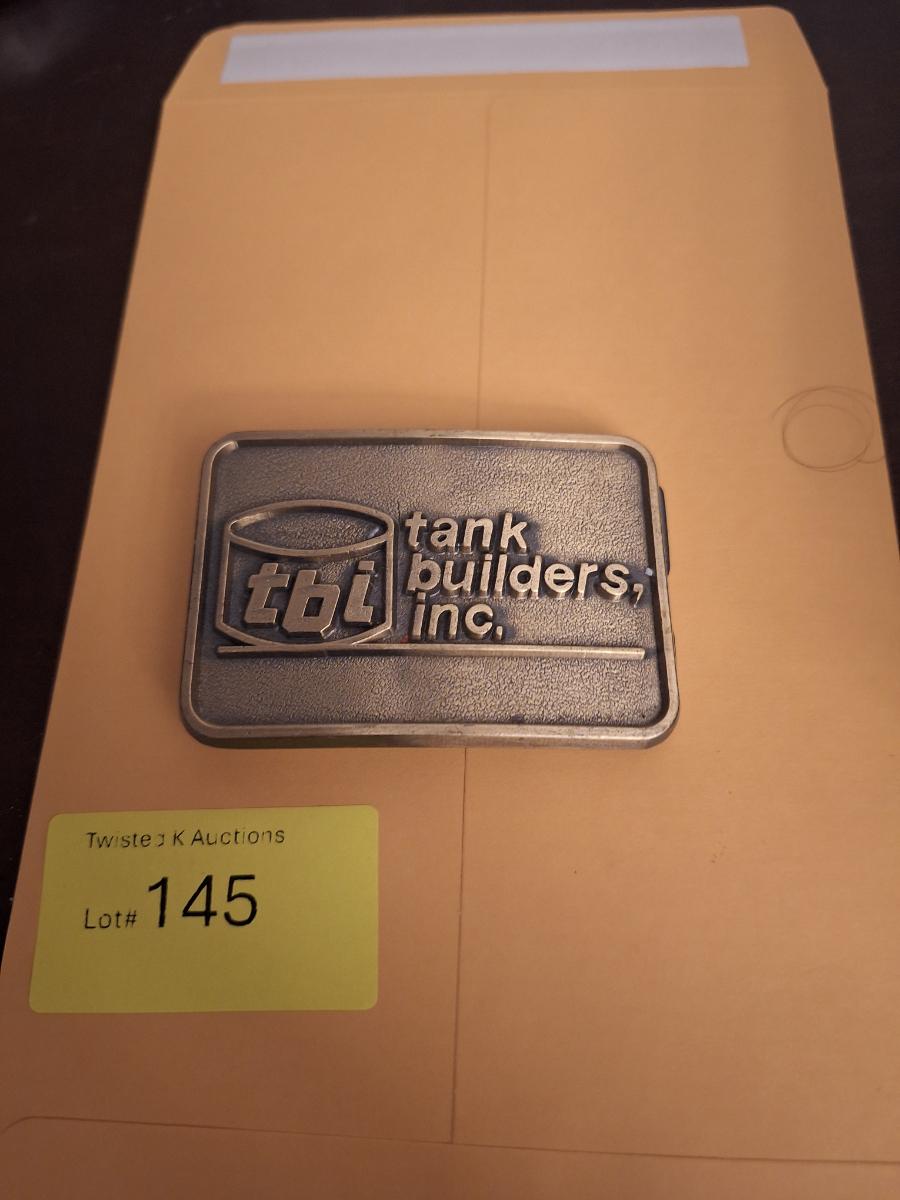 tbi
tank
builders,
inc.
Twisted K Auctions
Lot# 145